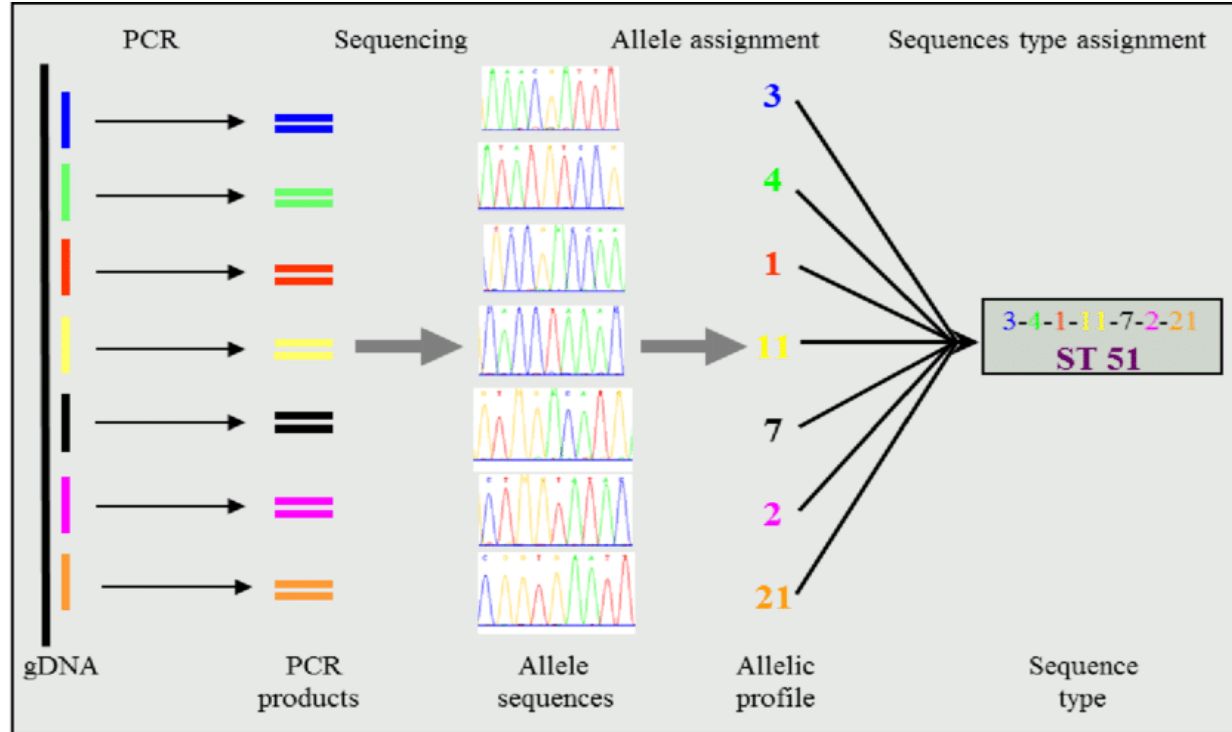 PCR
Sequencing
Allele assignment
Sequences type assignment
3
4
1
11
7
2
21
3-4-1-11-7-2-21
ST 51
gDNA
PCR
products
Allele
sequences
Allelic
profile
Sequence
type